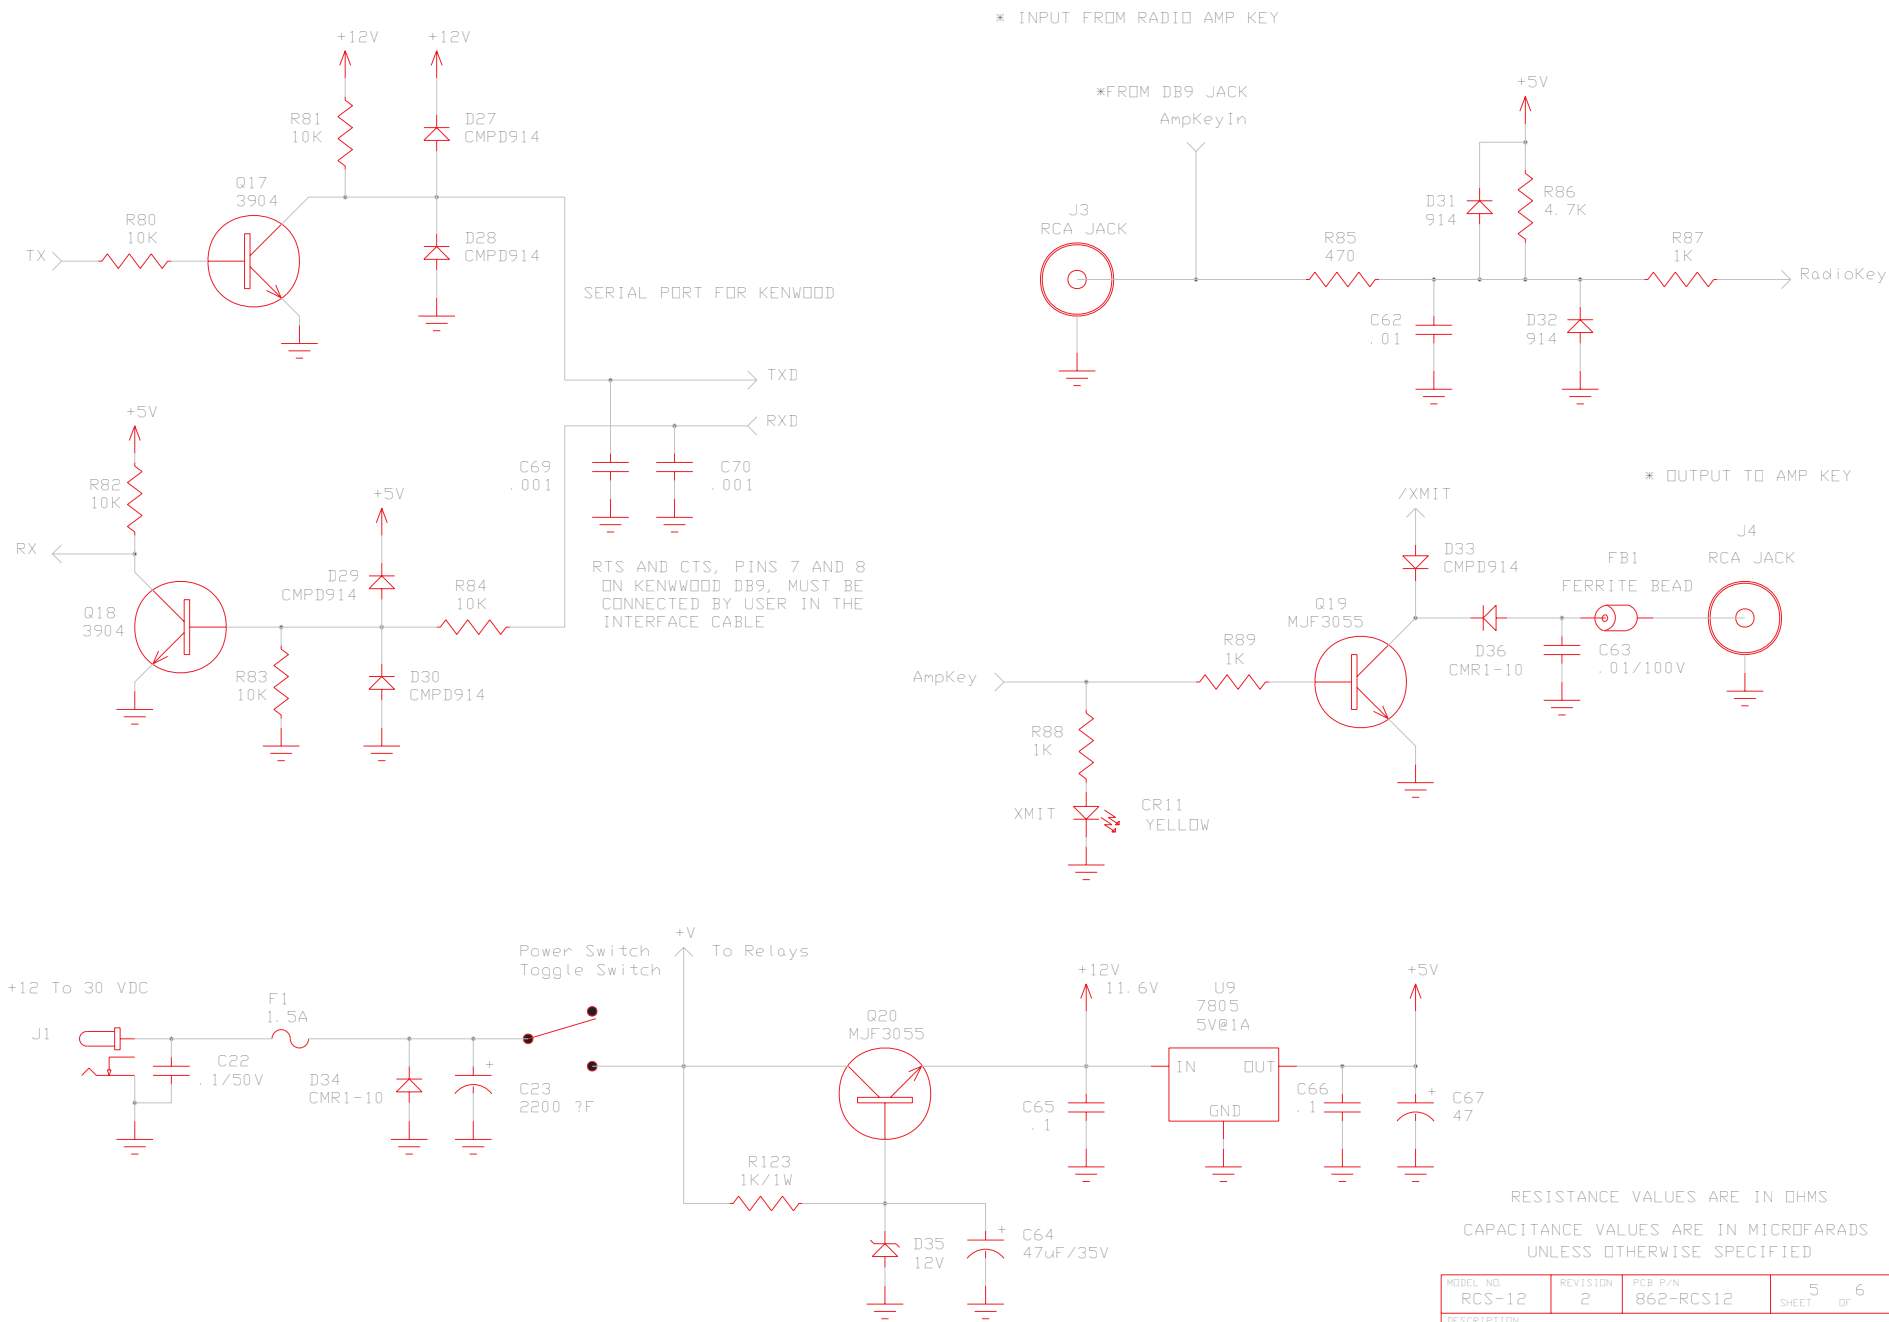 * INPUT FROM RADIO AMP KEY
+12V
+12V
R81
10K
D27
CMPD914
Q17
3904
R80
10K
TX
D28
CMPD914
SERIAL PORT FOR KENWOOD
*FROM DB9 JACK
AmpKeyIn
+5V
J3
RCA JACK
D31
914
R86
4.7K
R85
470
R87
1K
RadioKey
C62
.01
D32
914
TXD
RXD
+5V
R82
10K
RX
C69
.001
C70
.001
+5V
RTS AND CTS, PINS 7 AND 8
ON KENWWOOD DB9, MUST BE
CONNECTED BY USER IN THE
INTERFACE CABLE
D29
CMPD914
R84
10K
Q18
3904
R83
10K
D30
CMPD914
* OUTPUT TO AMP KEY
/XMIT
J4
RCA JACK
D33
CMPD914
FB1
FERRITE BEAD
Q19
MJF3055
R89
1K
D36
CMR1-10
C63
.01/100V
AmpKey
R88
1K
XMIT
CR11
YELLOW
+12 To 30 VDC
J1
F1
1.5A
C22
.1/50V
D34
CMR1-10
C23
+
2200 ?F
Power Switch
Toggle Switch
+V
To Relays
Q20
MJF3055
+12V
11.6V
U9
7805
5V@1A
IN
OUT
GND
+5V
C65
.1
C66
.1
+
C67
47
R123
1K/1W
D35
12V
+
C64
47uF/35V
RESISTANCE VALUES ARE IN OHMS
CAPACITANCE VALUES ARE IN MICROFARADS
UNLESS OTHERWISE SPECIFIED
MODEL NO.
RCS-12
REVISION
2
PCB P/N
862-RCS12
SHEET 5 OF 6
DESCRIPTION